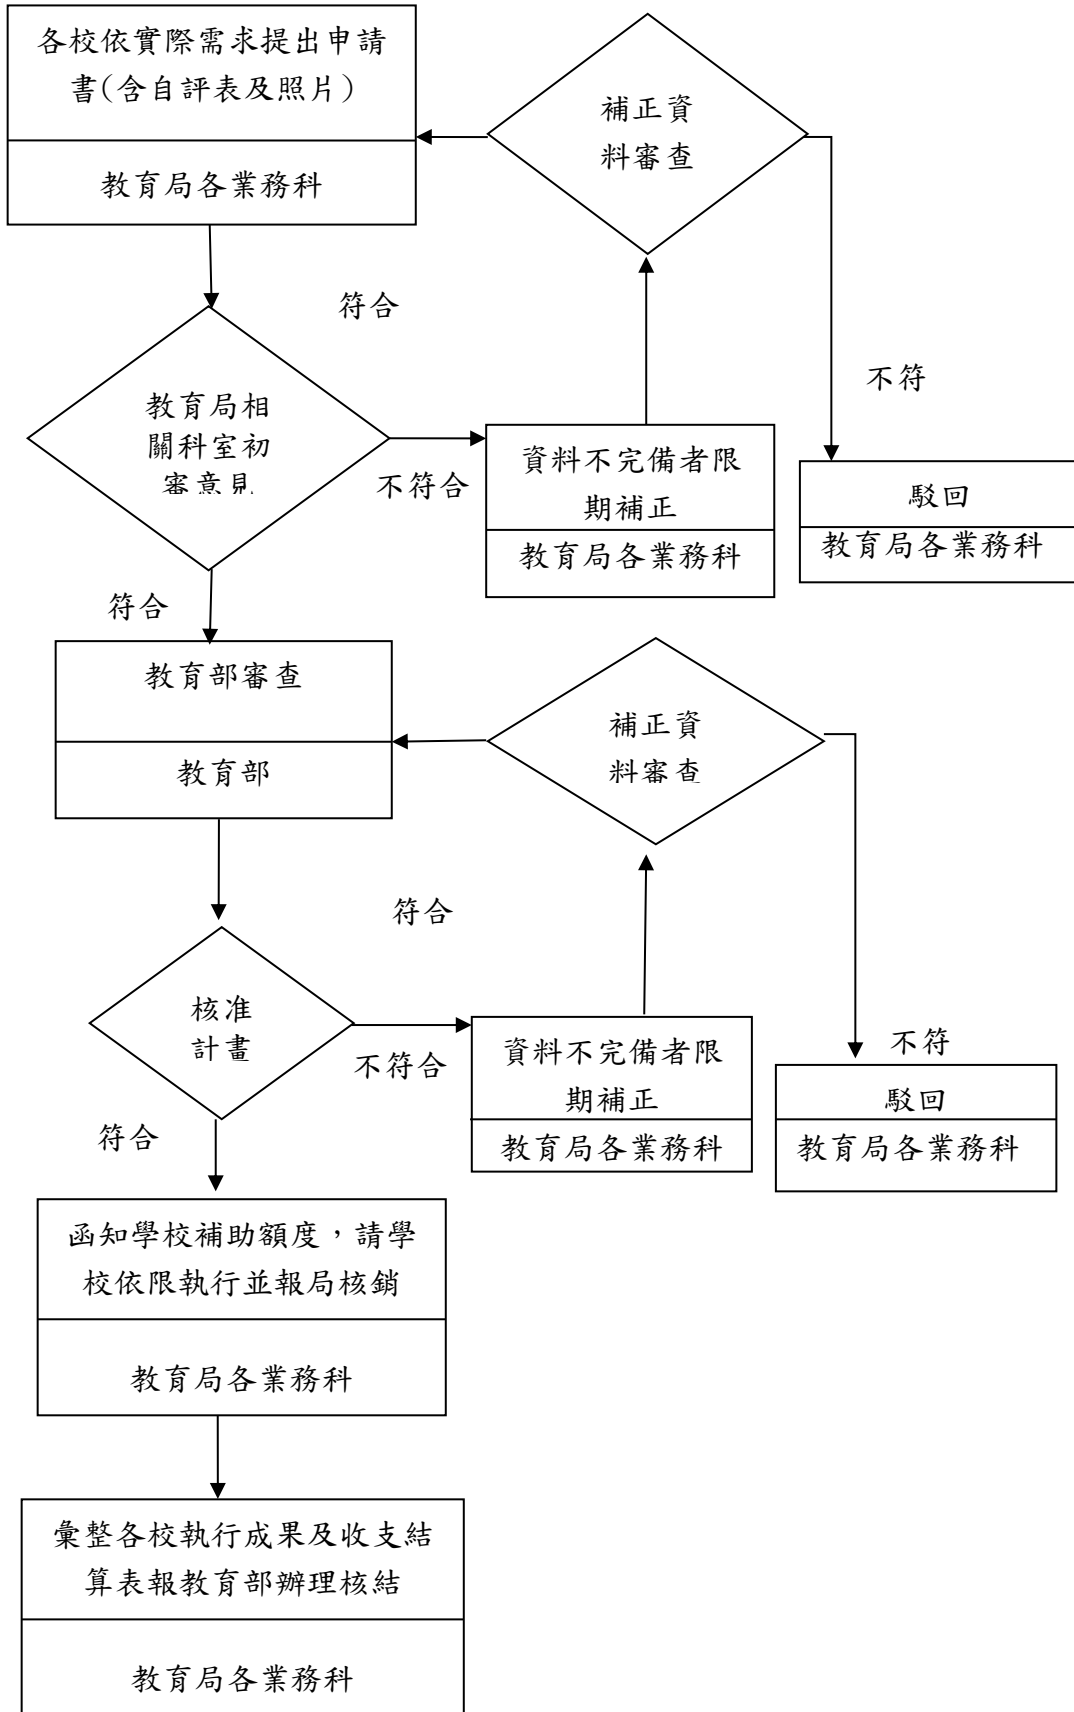 各校依實際需求提出申請
書(含自評表及照片)
教育局各業務科
補正資
料審查
符合
不符
教育局相
關科室初
審意見
不符合
資料不完備者限
期補正
教育局各業務科
駁回
教育局各業務科
符合
教育部審查
教育部
補正資
料審查
符合
核准
計畫
不符合
資料不完備者限
期補正
教育局各業務科
不符
駁回
教育局各業務科
符合
函知學校補助額度，請學
校依限執行並報局核銷
教育局各業務科
彙整各校執行成果及收支結
算表報教育部辦理核結
教育局各業務科